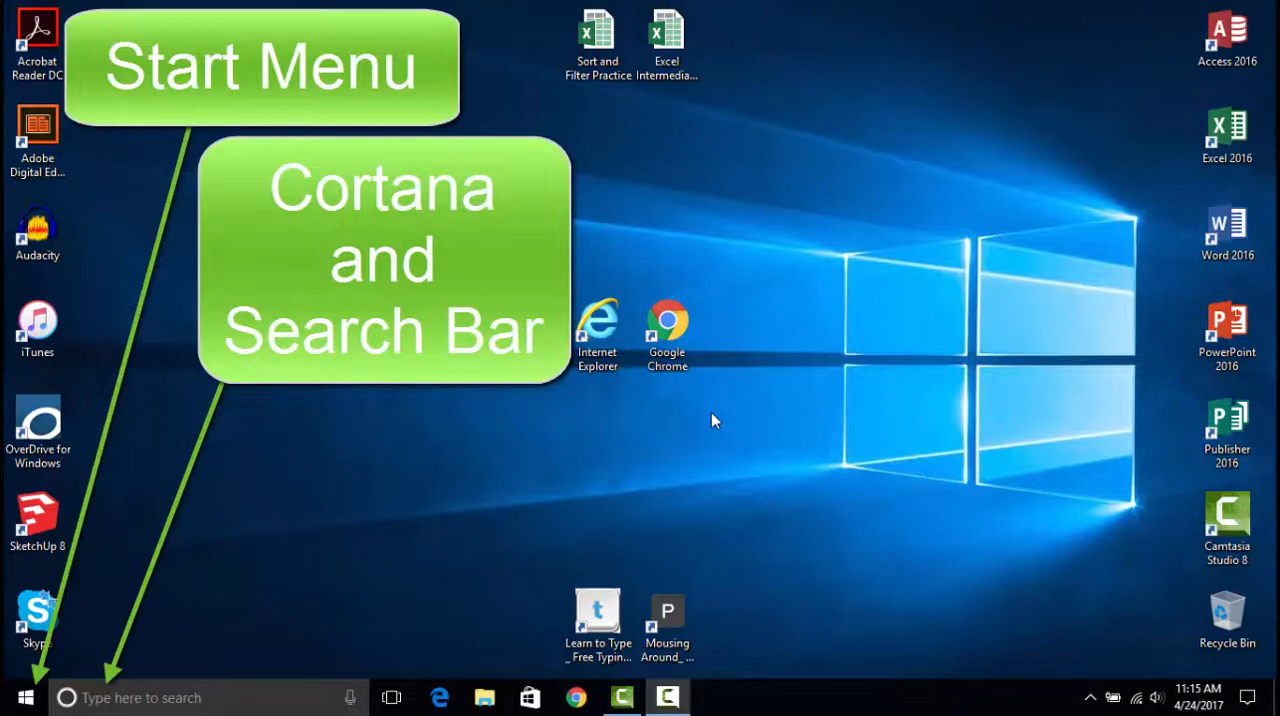 Start Menu
Cortana
and
Search Bar
Acrobat
Reader DC
Adobe
Digital Ed...
Audacity
iTunes
OverDrive for
Windows
SketchUp 8
Skype
Sort and
Filter Practice
Excel
Intermedia...
Internet
Explorer
Google
Chrome
Learn to Type
_ Free Typin...
Mousing
Around_ ...
Access 2016
Excel 2016
Word 2016
PowerPoint
2016
Publisher
2016
Camtasia
Studio 8
Recycle Bin
Type here to search
11:15 AM
4/24/2017